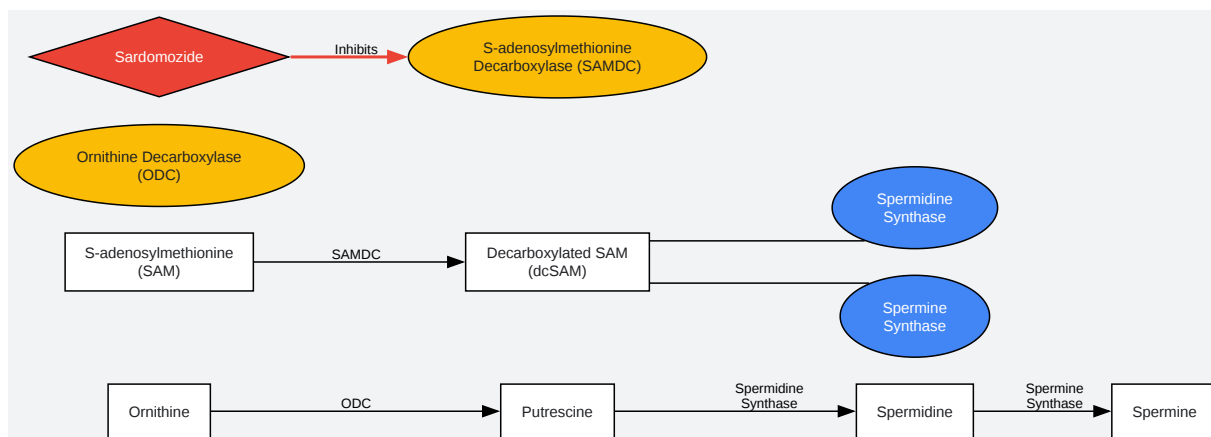 Sardomozide
Inhibits
S-adenosylmethionine
Decarboxylase (SAMDC)
Ornithine Decarboxylase
(ODC)
Spermidine
Synthase
S-adenosylmethionine
(SAM)
SAMDC
Decarboxylated SAM
(dcSAM)
Spermine
Synthase
Ornithine
ODC
Putrescine
Spermidine
Synthase
Spermidine
Spermine
Synthase
Spermine